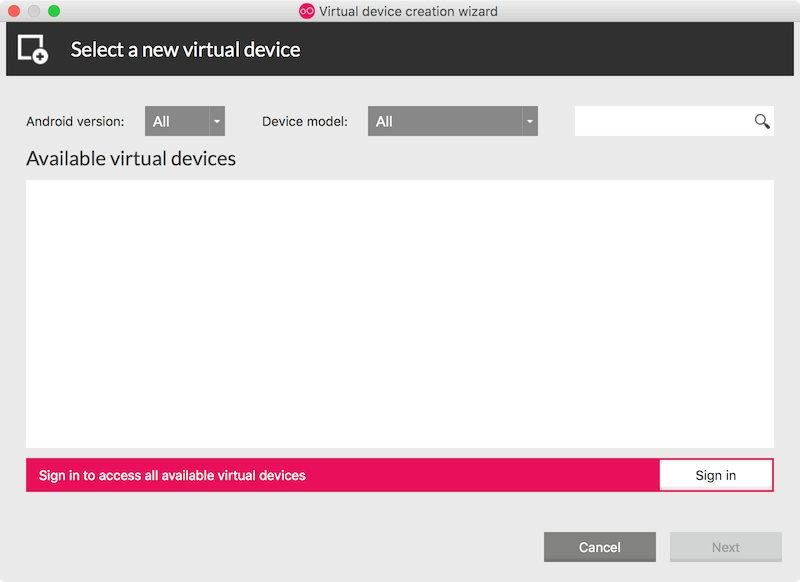 Virtual device creation wizard
Select a new virtual device
Android version: All Device model: All
Available virtual devices
Sign in to access all available virtual devices Sign in
Cancel Next